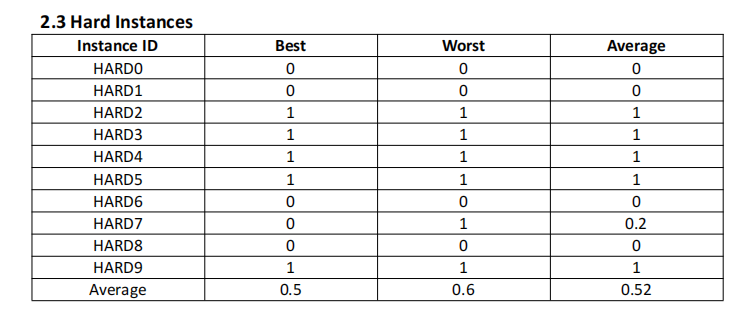 2.3 Hard Instances
Instance ID Best Worst Average
HARD0 0 0 0
HARD1 0 0 0
HARD2 1 1 1
HARD3 1 1 1
HARD4 1 1 1
HARD5 1 1 1
HARD6 0 0 0
HARD7 0 1 0.2
HARD8 0 0 0
HARD9 1 1 1
Average 0.5 0.6 0.52